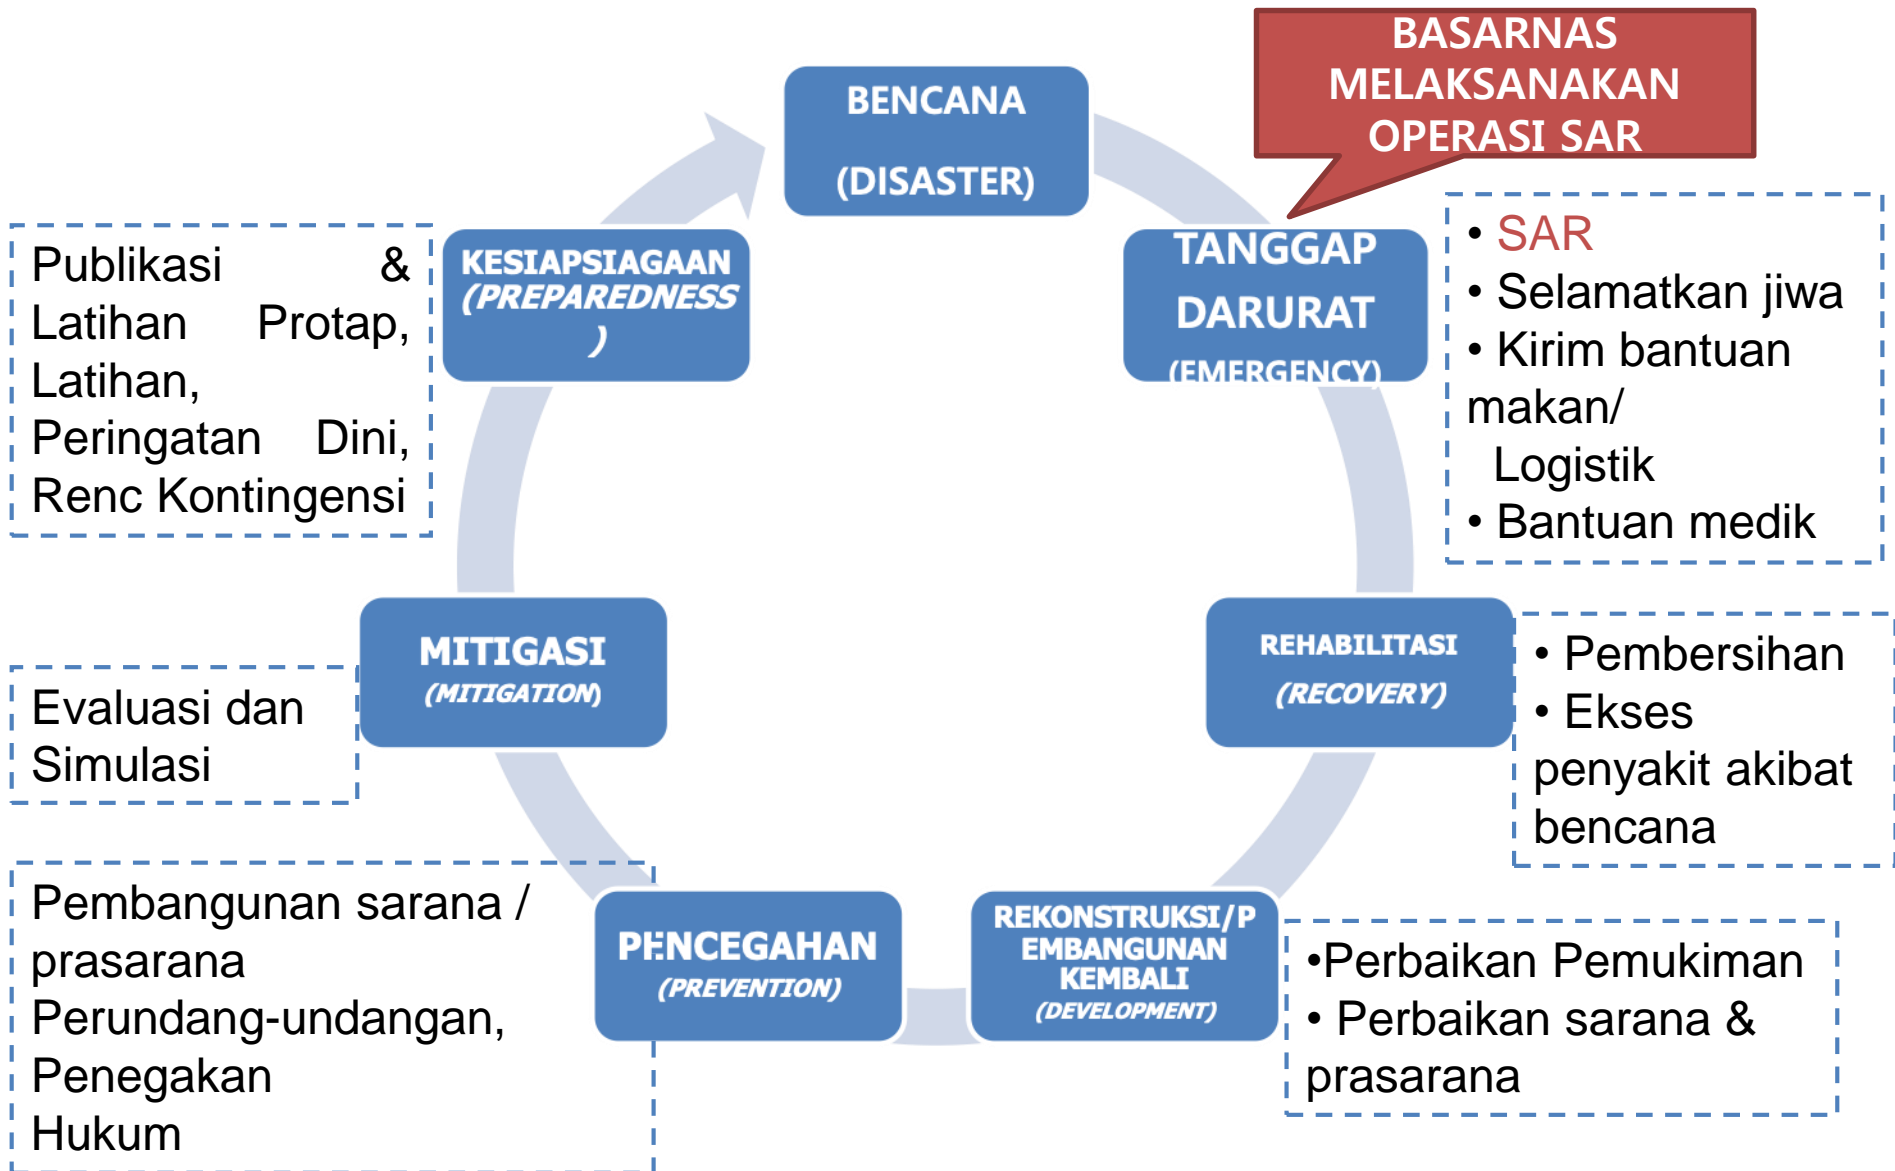 BASARNAS
MELAKSANAKAN
OPERASI SAR
BENCANA
(DISASTER)
TANGGAP
DARURAT
(EMERGENCY)
• SAR
• Selamatkan jiwa
• Kirim bantuan
makan/
Logistik
• Bantuan medik
REHABILITASI
(RECOVERY)
• Pembersihan
• Ekses
penyakit akibat
bencana
REKONSTRUKSI/P
EMBANGUNAN
KEMBALI
(DEVELOPMENT)
•Perbaikan Pemukiman
• Perbaikan sarana &
prasarana
PENCEGAHAN
(PREVENTION)
Pembangunan sarana /
prasarana
Perundang-undangan,
Penegakan
Hukum
MITIGASI
(MITIGATION)
Evaluasi dan
Simulasi
KESIAPSIAGAAN
(PREPAREDNESS
)
Publikasi &
Latihan Protap,
Latihan,
Peringatan Dini,
Renc Kontingensi